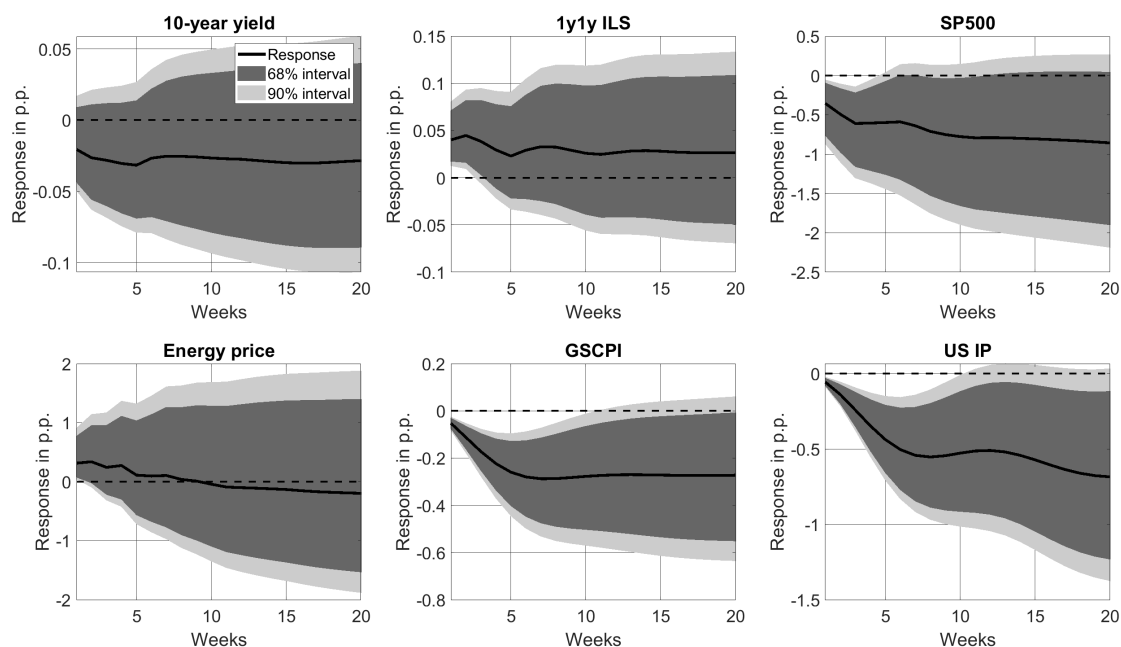 10-year yield
Response in p.p.
0.05
0
-0.05
-0.1
Response
68% interval
90% interval
5
10
15
20
Weeks
1y1y ILS
Response in p.p.
0.15
0.1
0.05
0
-0.05
-0.1
5
10
15
20
Weeks
SP500
Response in p.p.
0.5
0
-0.5
-1
-1.5
-2
-2.5
5
10
15
20
Weeks
Energy price
Response in p.p.
2
1
0
-1
-2
5
10
15
20
Weeks
GSCPI
Response in p.p.
0.2
0
-0.2
-0.4
-0.6
-0.8
5
10
15
20
Weeks
US IP
Response in p.p.
0
-0.5
-1
-1.5
5
10
15
20
Weeks